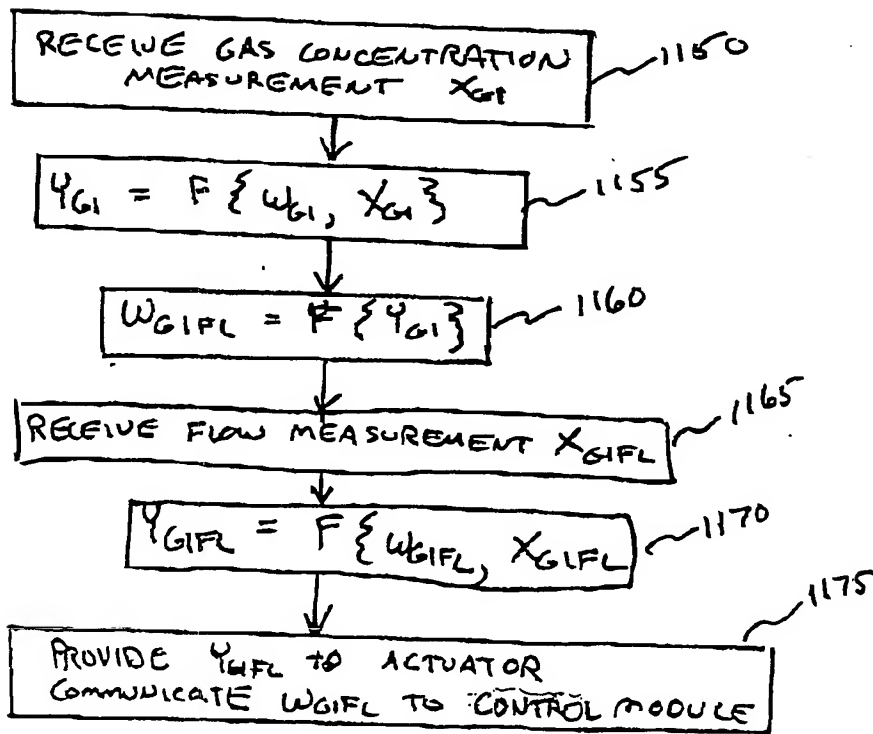 RECEIVE GAS CONCENTRATION
MEASUREMENT XG1
1150
YG1 = F { WG1, XG1}
1155
WG1FL = F {YG1}
1160
RECEIVE FLOW MEASUREMENT XG1FL
1165
YG1FL = F { WG1FL, XG1FL
1170
PROVIDE YG1FL TO ACTUATOR
COMMUNICATE WG1FL TO CONTROL MODULE
1175